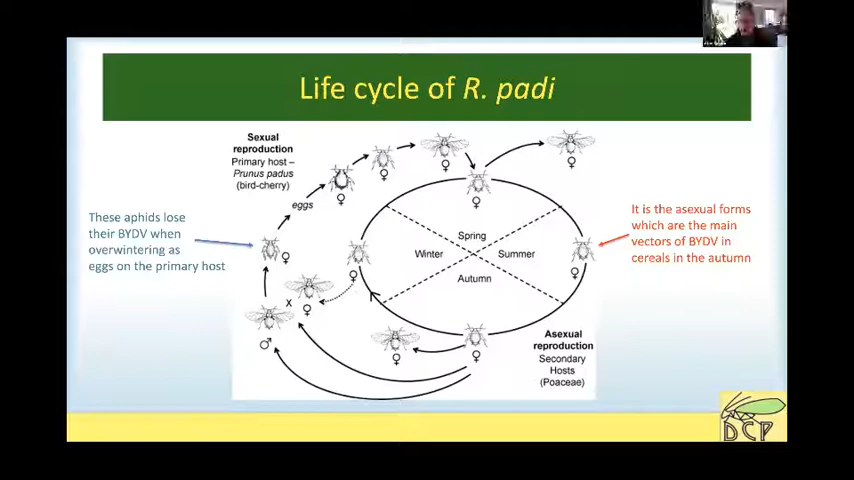 Life cycle of R. padi
Sexual
reproduction
Primary host –
Prunus padus
(bird-cherry)
eggs
These aphids lose
their BYDV when
overwintering as
eggs on the primary host
It is the asexual forms
which are the main
vectors of BYDV in
cereals in the autumn
Spring
Winter
Summer
Autumn
X
Asexual
reproduction
Secondary
Hosts
(Poaceae)
DCP